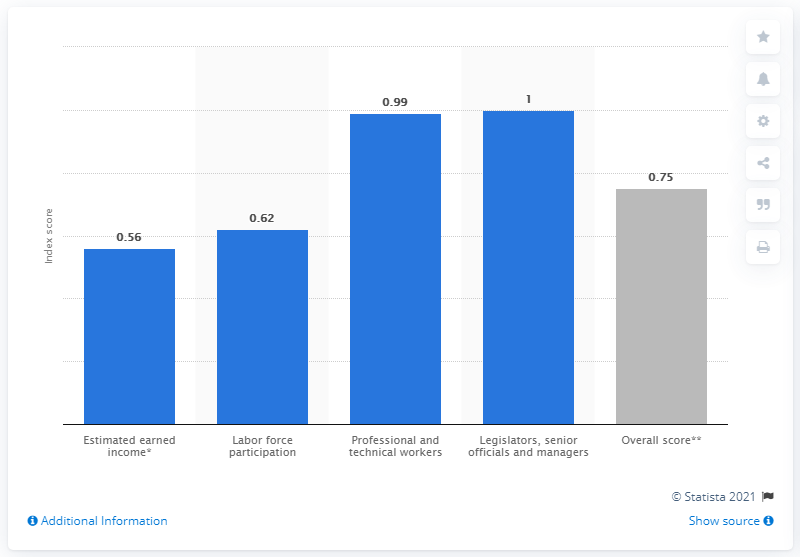 Index score
0.56
0.62
0.99
1
0.75
Estimated earned
income*
Labor force
participation
Professional and
technical workers
Legislators, senior
officials and managers
Overall score**
© Statista 2021
Additional Information
Show source